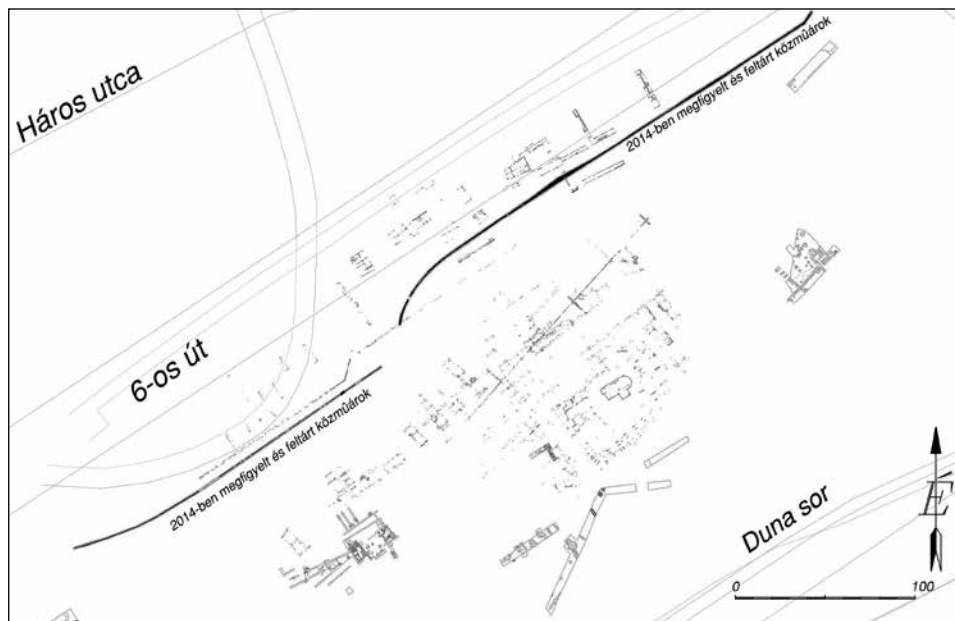 Háros utca
2014-ben megfigyelt és feltárt közműárok
6-os út
2014-ben megfigyelt és feltárt közműárok
Duna sor
É
0 100